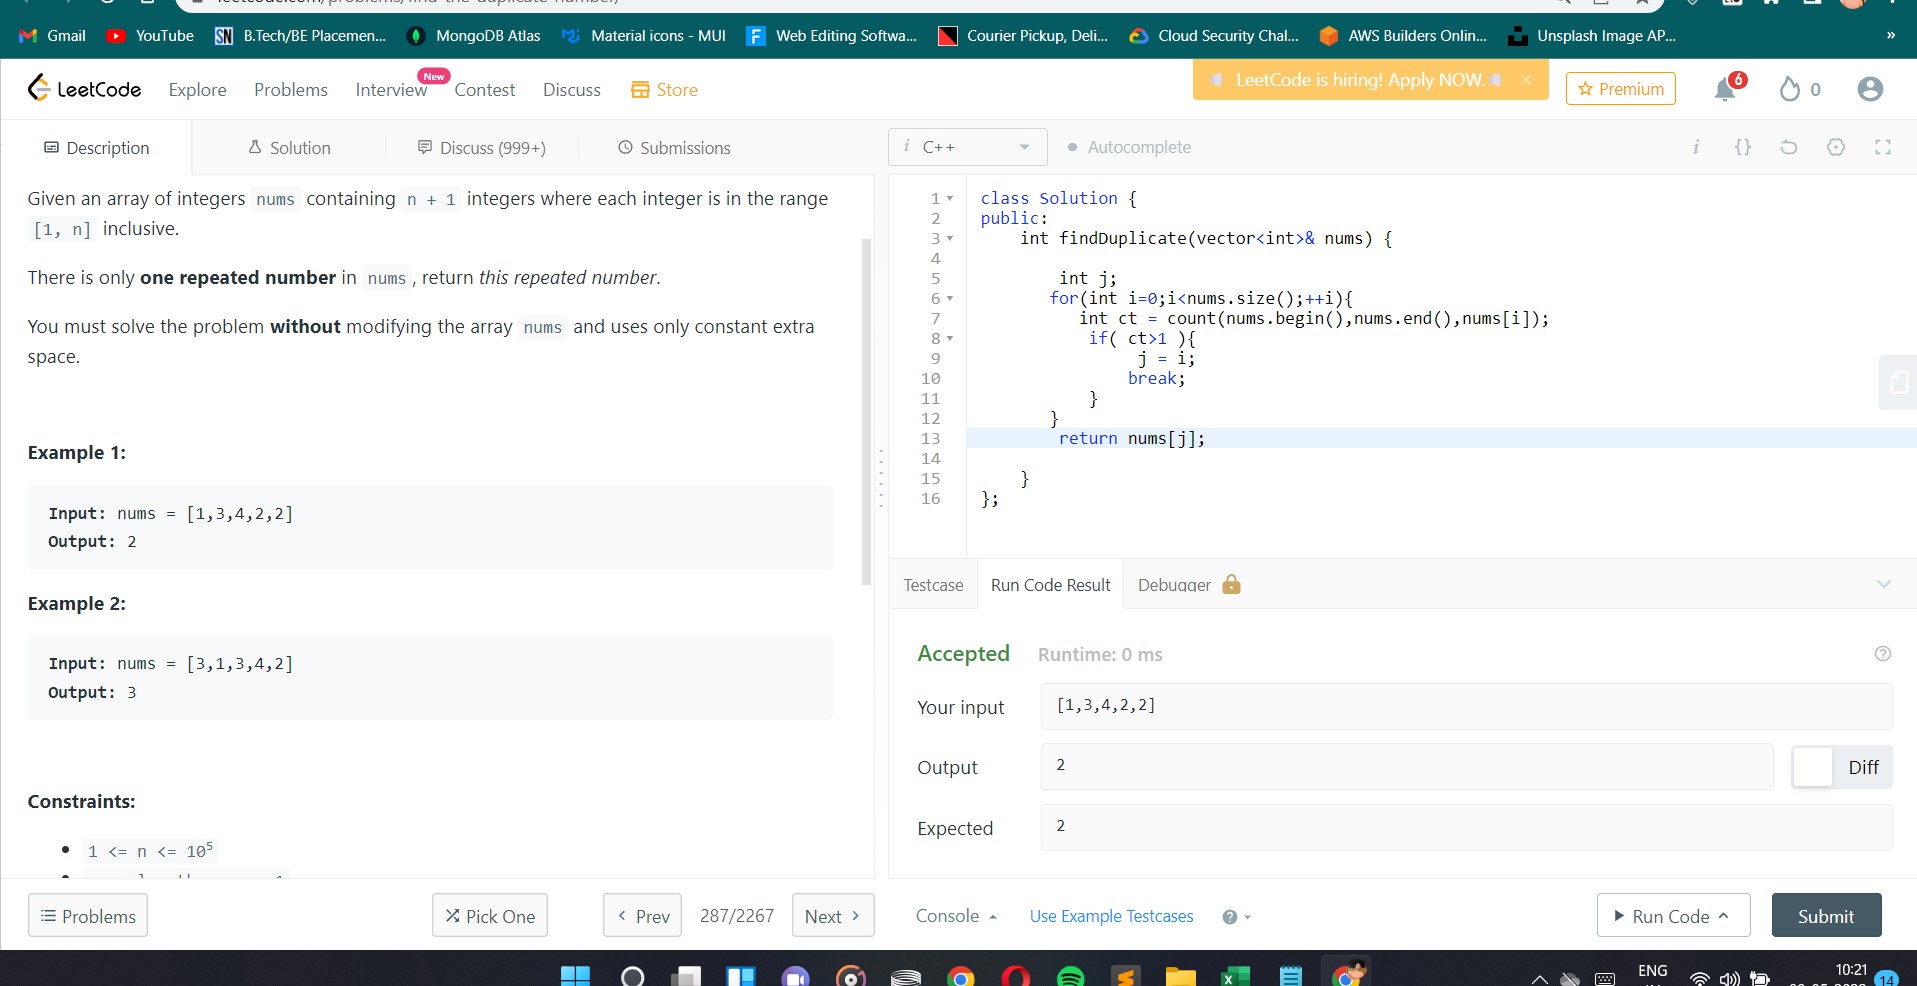 leetcode.com/problems/find-the-duplicate-number/
Gmail YouTube B.Tech/BE Placemen... MongoDB Atlas Material icons - MUI Web Editing Softwa... Courier Pickup, Deli... Cloud Security Chal... AWS Builders Onlin... Unsplash Image AP... »
LeetCode Explore Problems Interview New Contest Discuss Store LeetCode is hiring! Apply NOW. × Premium 6 0
Description Solution Discuss (999+) Submissions
i C++ Autocomplete i {}
Given an array of integers nums containing n + 1 integers where each integer is in the range
[1, n] inclusive.
There is only one repeated number in nums , return this repeated number.
You must solve the problem without modifying the array nums and uses only constant extra
space.
Example 1:
Input: nums = [1,3,4,2,2]
Output: 2
Example 2:
Input: nums = [3,1,3,4,2]
Output: 3
Constraints:
1 <= n <= 10⁵
1 class Solution {
2 public:
3 int findDuplicate(vector<int>& nums) {
4
5 int j;
6 for(int i=0;i<nums.size();++i){
7 int ct = count(nums.begin(),nums.end(),nums[i]);
8 if( ct>1 ){
9 j = i;
10 break;
11 }
12 }
13 return nums[j];
14
15 }
16 };
Testcase Run Code Result Debugger
Accepted Runtime: 0 ms
Your input [1,3,4,2,2]
Output 2 Diff
Expected 2
Problems Pick One < Prev 287/2267 Next > Console Use Example Testcases Run Code Submit
ENG 10:21
14